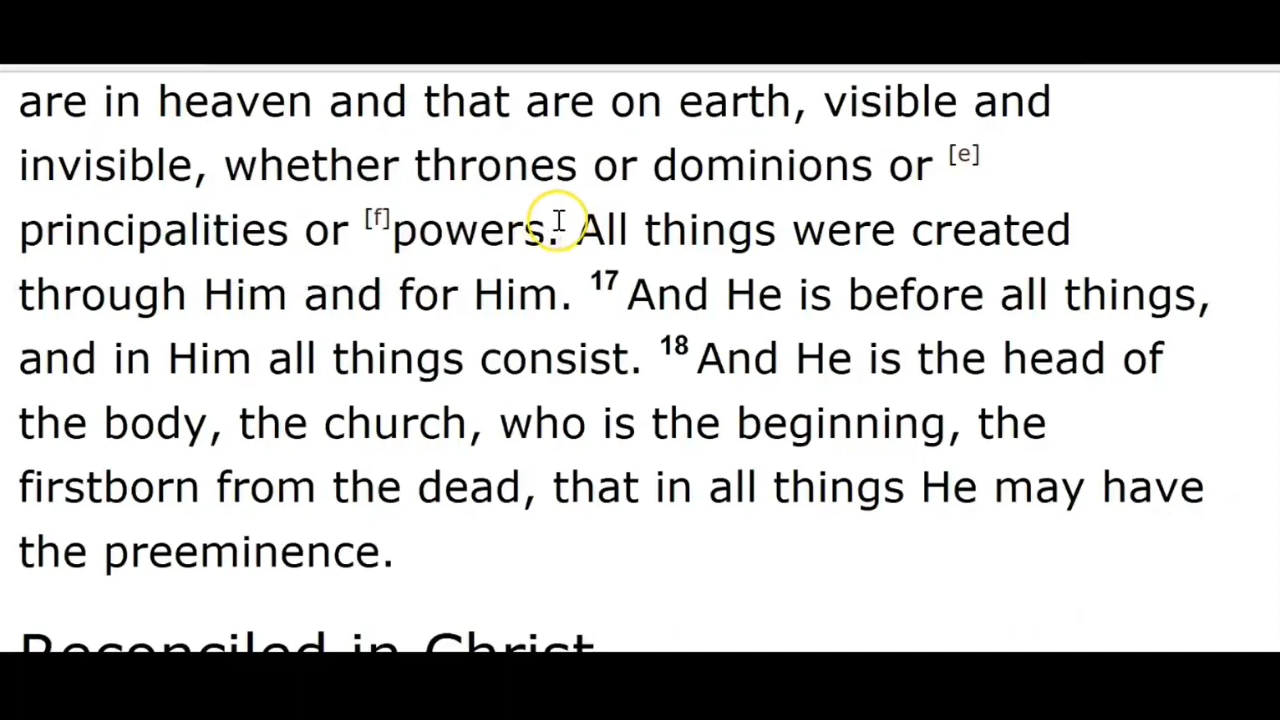 are in heaven and that are on earth, visible and
invisible, whether thrones or dominions or [e]
principalities or [f]powers. All things were created
through Him and for Him. 17 And He is before all things,
and in Him all things consist. 18 And He is the head of
the body, the church, who is the beginning, the
firstborn from the dead, that in all things He may have
the preeminence.
Reconciled in Christ